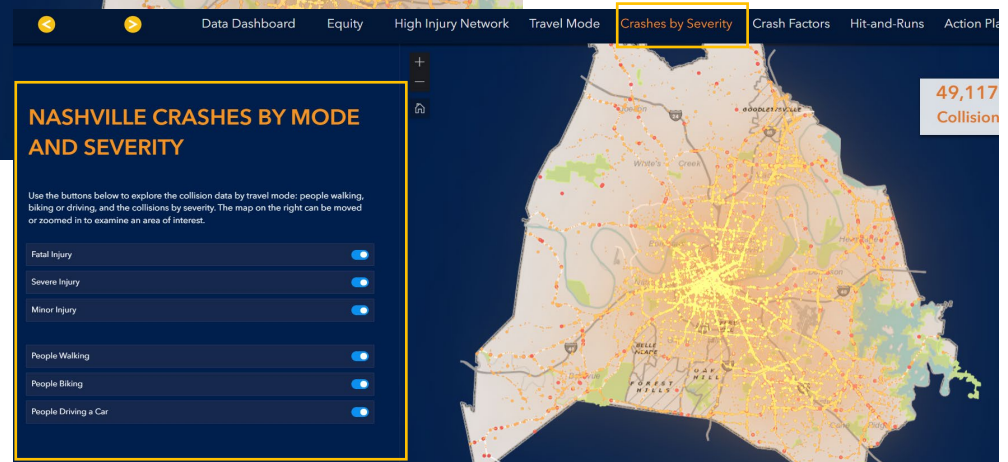 Data Dashboard Equity High Injury Network Travel Mode Crashes by Severity Crash Factors Hit-and-Runs Action Pla
NASHVILLE CRASHES BY MODE
AND SEVERITY
Use the buttons below to explore the collision data by travel mode: people walking,
biking or driving, and the collisions by severity. The map on the right can be moved
or zoomed in to examine an area of interest.
Fatal Injury
Severe Injury
Minor Injury
People Walking
People Biking
People Driving a Car
49,117
Collision
GOODLETTSVILLE
White's Creek
BELLE
MEADE
OAK
HILL
FOREST
HILLS